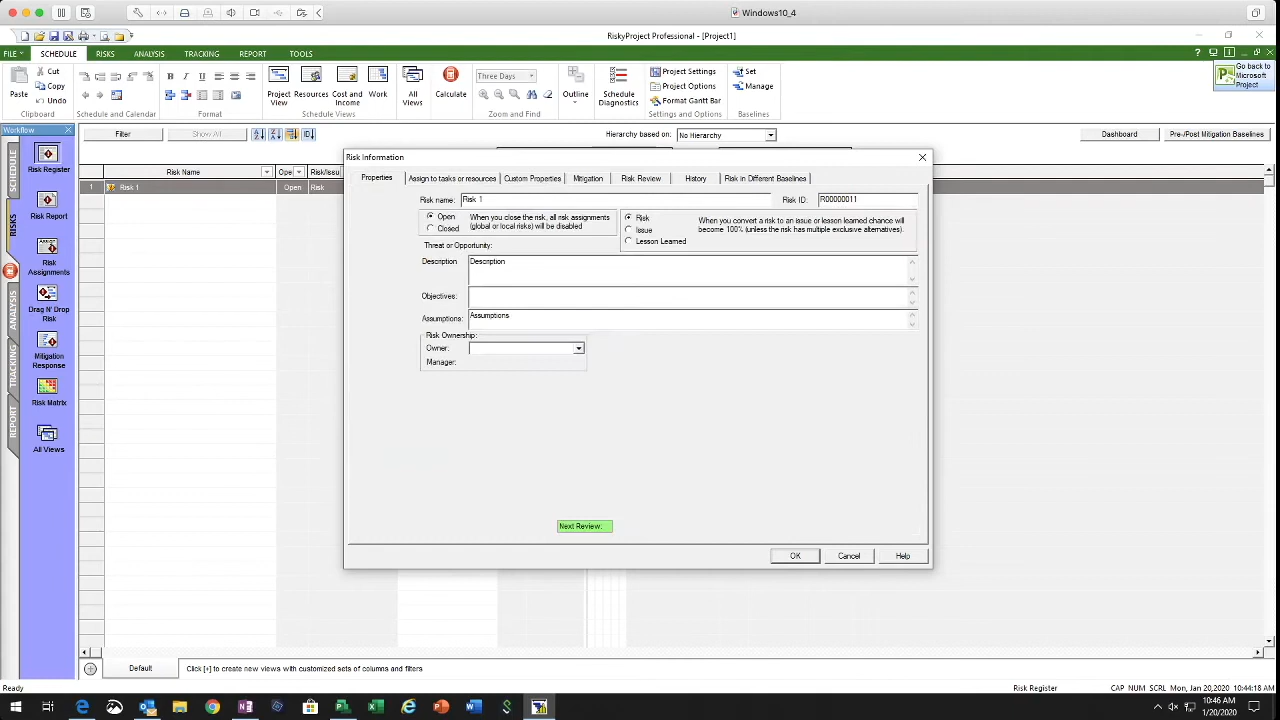 Windows10_4
RiskyProject Professional - [Project1]
FILE SCHEDULE RISKS ANALYSIS TRACKING REPORT TOOLS
Paste Cut Copy Undo
Clipboard
Schedule and Calendar
B I U
Format
Project View
Resources
Cost and Income
Work
Schedule Views
All Views
Calculate
Three Days
Zoom and Find
Outline
Schedule Diagnostics
Project Settings
Project Options
Format Gantt Bar
Settings and Options
Set
Manage
Baselines
Go back to Microsoft Project
Workflow
Filter Show All Hierarchy based on: No Hierarchy Dashboard Pre-/Post Mitigation Baselines
SCHEDULE
RISKS
ANALYSIS
TRACKING
REPORT
Risk Register
Risk Report
ASSIGN
Risk Assignments
Drag N' Drop Risk
Mitigation Response
Risk Matrix
All Views
Risk Name Ope Risk/Issu
1 Risk 1 Open Risk
Risk Information
Properties Assign to tasks or resources Custom Properties Mitigation Risk Review History Risk in Different Baselines
Risk name: Risk 1 Risk ID: R00000011
Open
Closed
When you close the risk, all risk assignments
(global or local risks) will be disabled
Risk
Issue
Lesson Learned
When you convert a risk to an issue or lesson learned chance will
become 100% (unless the risk has multiple exclusive alternatives).
Threat or Opportunity:
Description Description
Objectives:
Assumptions: Assumptions
Risk Ownership:
Owner:
Manager:
Next Review:
OK Cancel Help
Default Click [+] to create new views with customized sets of columns and filters
Ready Risk Register CAP NUM SCRL Mon, Jan 20,2020 10:44:18 AM
10:46 AM
1/20/2020